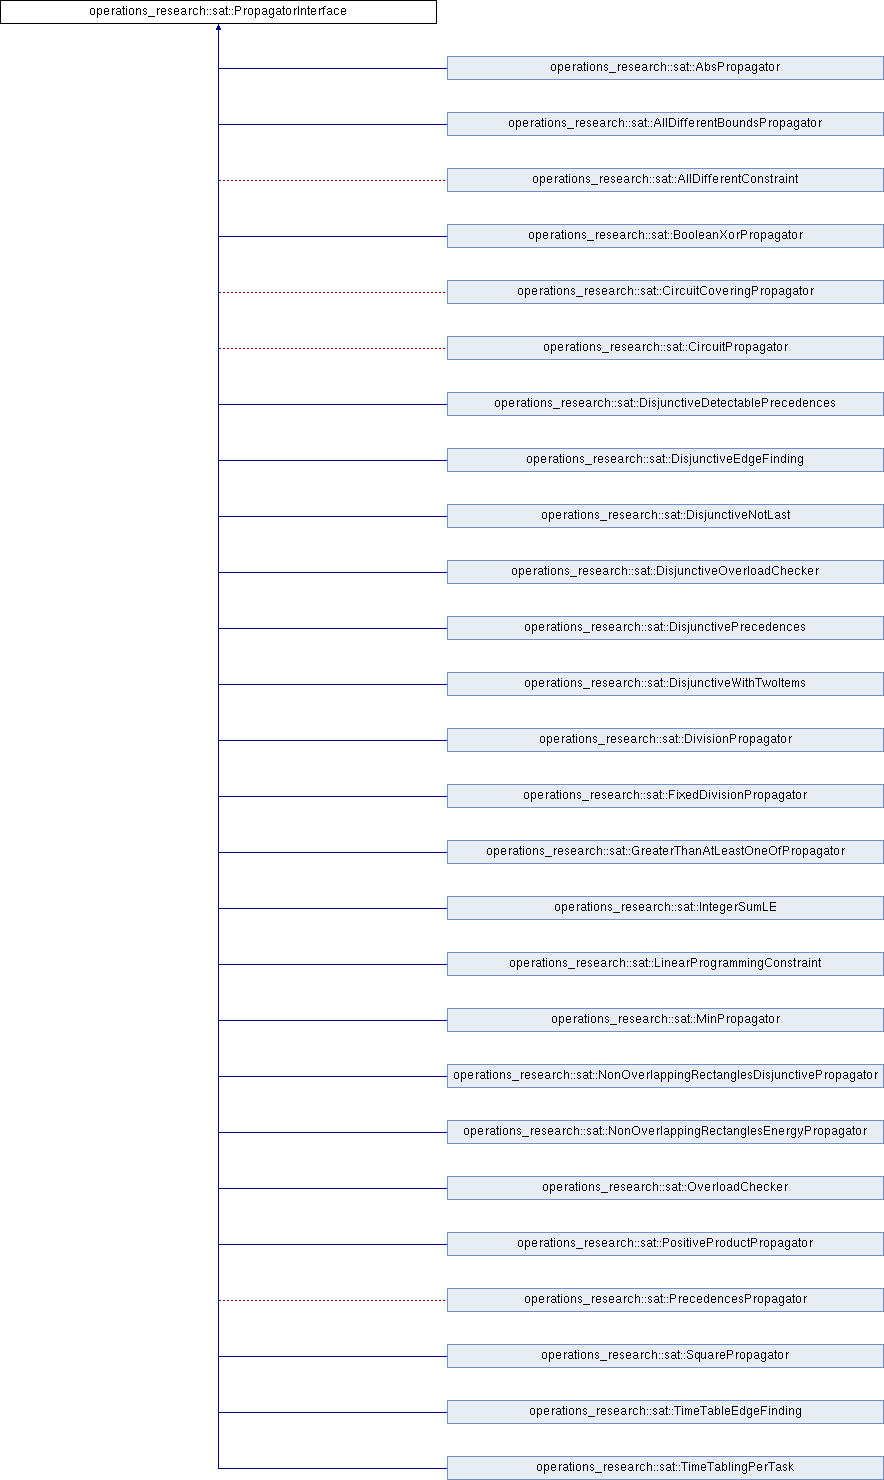 operations_research::sat::PropagatorInterface
operations_research::sat::AbsPropagator
operations_research::sat::AllDifferentBoundsPropagator
operations_research::sat::AllDifferentConstraint
operations_research::sat::BooleanXorPropagator
operations_research::sat::CircuitCoveringPropagator
operations_research::sat::CircuitPropagator
operations_research::sat::DisjunctiveDetectablePrecedences
operations_research::sat::DisjunctiveEdgeFinding
operations_research::sat::DisjunctiveNotLast
operations_research::sat::DisjunctiveOverloadChecker
operations_research::sat::DisjunctivePrecedences
operations_research::sat::DisjunctiveWithTwoItems
operations_research::sat::DivisionPropagator
operations_research::sat::FixedDivisionPropagator
operations_research::sat::GreaterThanAtLeastOneOfPropagator
operations_research::sat::IntegerSumLE
operations_research::sat::LinearProgrammingConstraint
operations_research::sat::MinPropagator
operations_research::sat::NonOverlappingRectanglesDisjunctivePropagator
operations_research::sat::NonOverlappingRectanglesEnergyPropagator
operations_research::sat::OverloadChecker
operations_research::sat::PositiveProductPropagator
operations_research::sat::PrecedencesPropagator
operations_research::sat::SquarePropagator
operations_research::sat::TimeTableEdgeFinding
operations_research::sat::TimeTablingPerTask